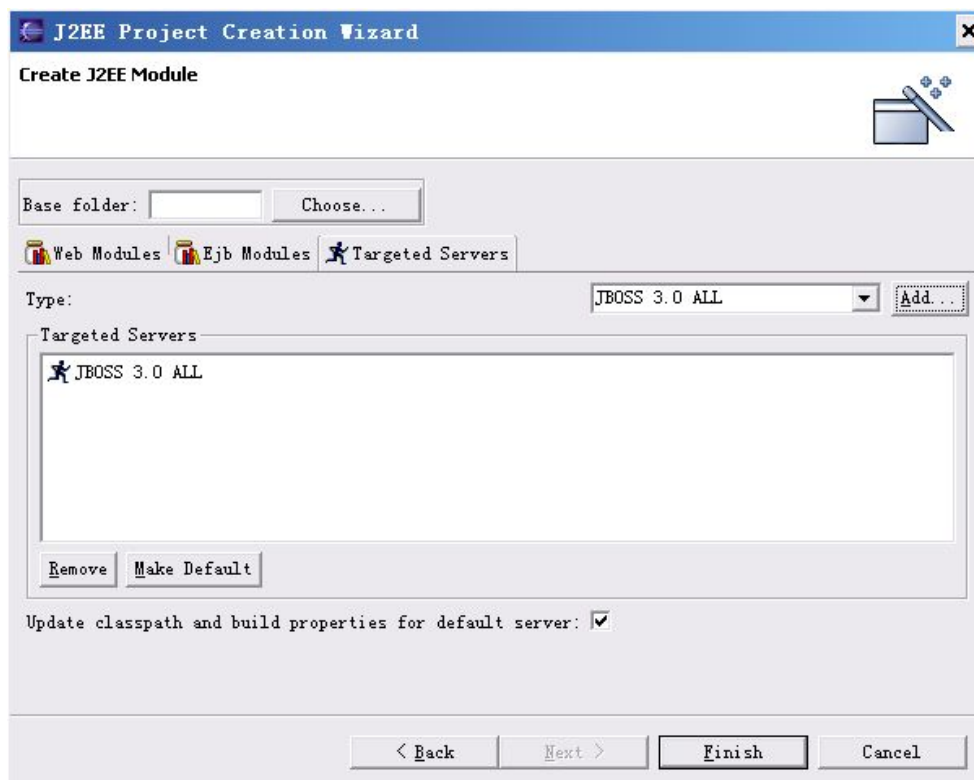 J2EE Project Creation Wizard
Create J2EE Module
Base folder: Choose...
Web Modules Ejb Modules Targeted Servers
Type: JBOSS 3.0 ALL Add...
Targeted Servers
JBOSS 3.0 ALL
Remove Make Default
Update classpath and build properties for default server:
< Back Next > Finish Cancel